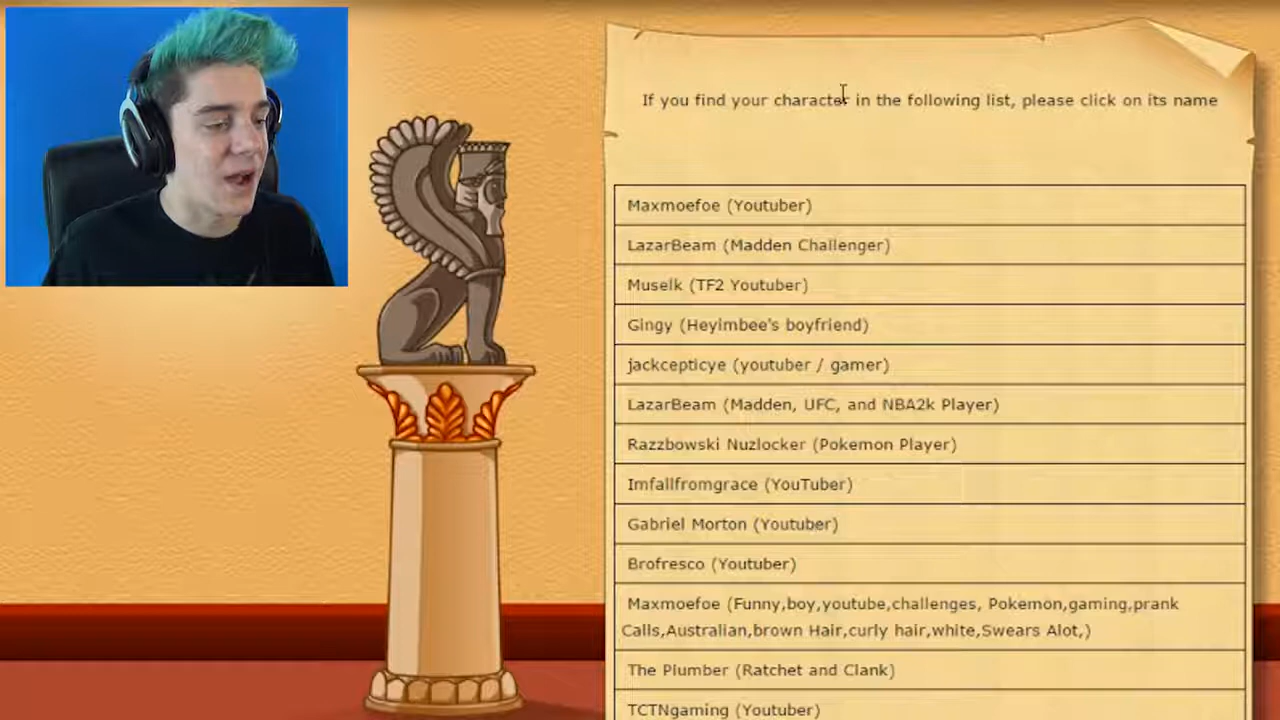 If you find your character in the following list, please click on its name
Maxmoefoe (Youtuber)
LazarBeam (Madden Challenger)
Muselk (TF2 Youtuber)
Gingy (Heyimbee's boyfriend)
jackcepticye (youtuber / gamer)
LazarBeam (Madden, UFC, and NBA2k Player)
Razzbowski Nuzlocker (Pokemon Player)
Imfallfromgrace (YouTuber)
Gabriel Morton (Youtuber)
Brofresco (Youtuber)
Maxmoefoe (Funny,boy,youtube,challenges, Pokemon,gaming,prank
Calls,Australian,brown Hair,curly hair,white,Swears Alot,)
The Plumber (Ratchet and Clank)
TCTNgaming (Youtuber)